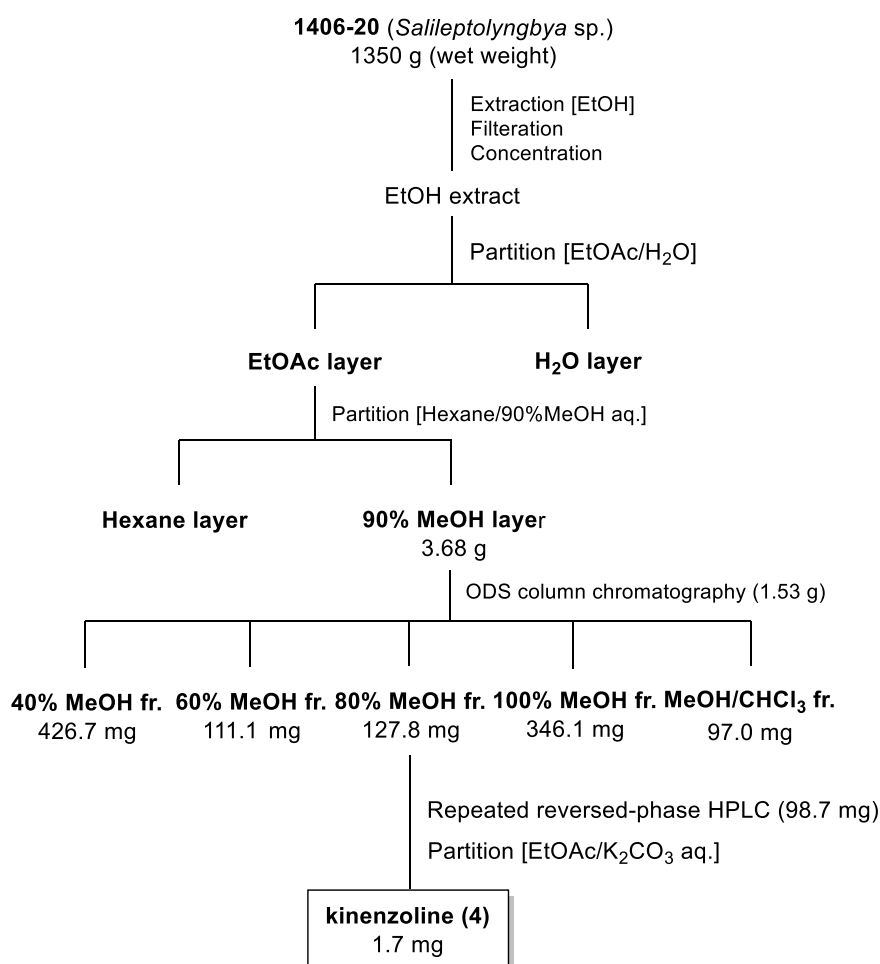 1406-20 (Salileptolyngbya sp.)
1350 g (wet weight)
Extraction [EtOH]
Filteration
Concentration
EtOH extract
Partition [EtOAc/H₂O]
EtOAc layer
H₂O layer
Partition [Hexane/90%MeOH aq.]
Hexane layer
90% MeOH layer
3.68 g
ODS column chromatography (1.53 g)
40% MeOH fr. 60% MeOH fr. 80% MeOH fr. 100% MeOH fr. MeOH/CHCl₃ fr.
426.7 mg 111.1 mg 127.8 mg 346.1 mg 97.0 mg
Repeated reversed-phase HPLC (98.7 mg)
Partition [EtOAc/K₂CO₃ aq.]
kinenzoline (4)
1.7 mg